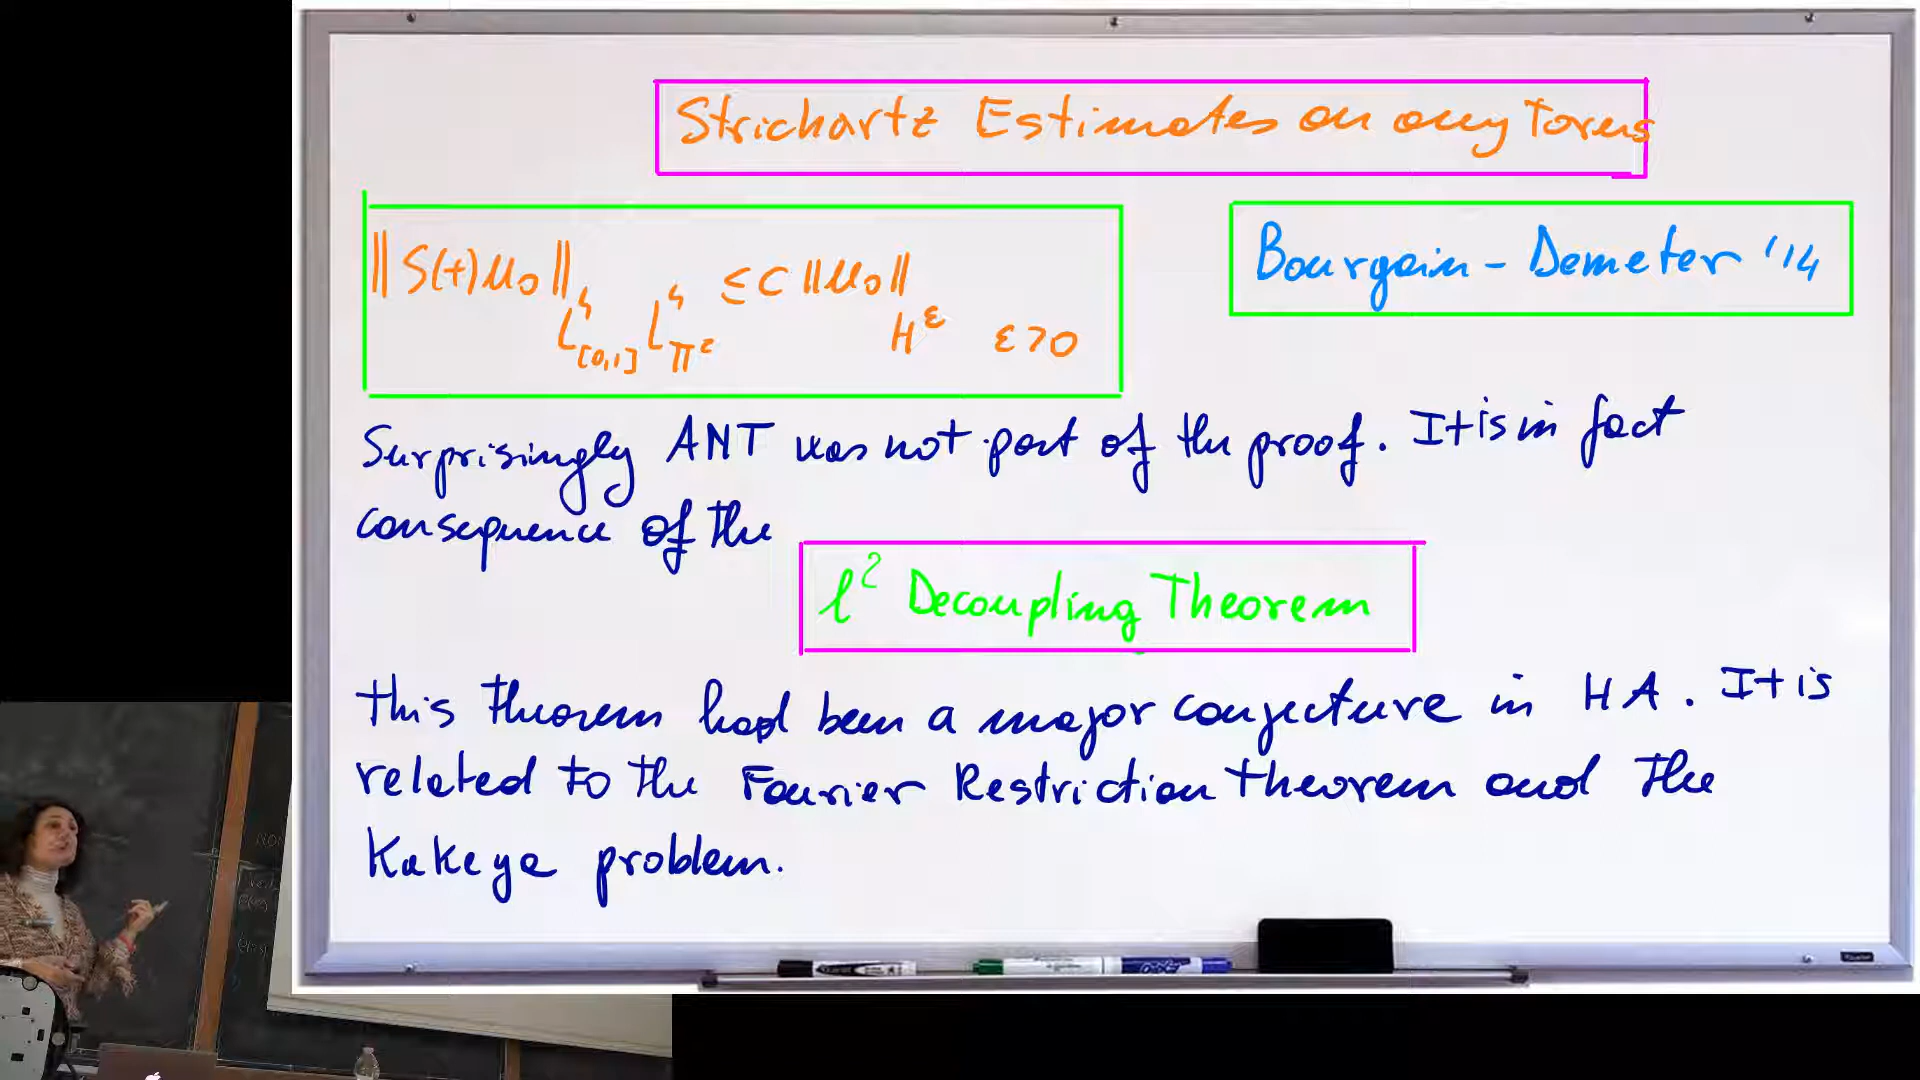 Strichartz Estimates on any Torus
‖S(t)u₀‖_{L⁴_{[0,1]} L⁴_{𝕋²}} ≤ C ‖u₀‖_{H^ε} ε>0
Bourgain - Demeter '14
Surprisingly ANT was not part of the proof. It is in fact
consequence of the
ℓ² Decoupling Theorem
this theorem had been a major conjecture in HA. It is
related to the Fourier Restriction theorem and the
Kakeya problem.